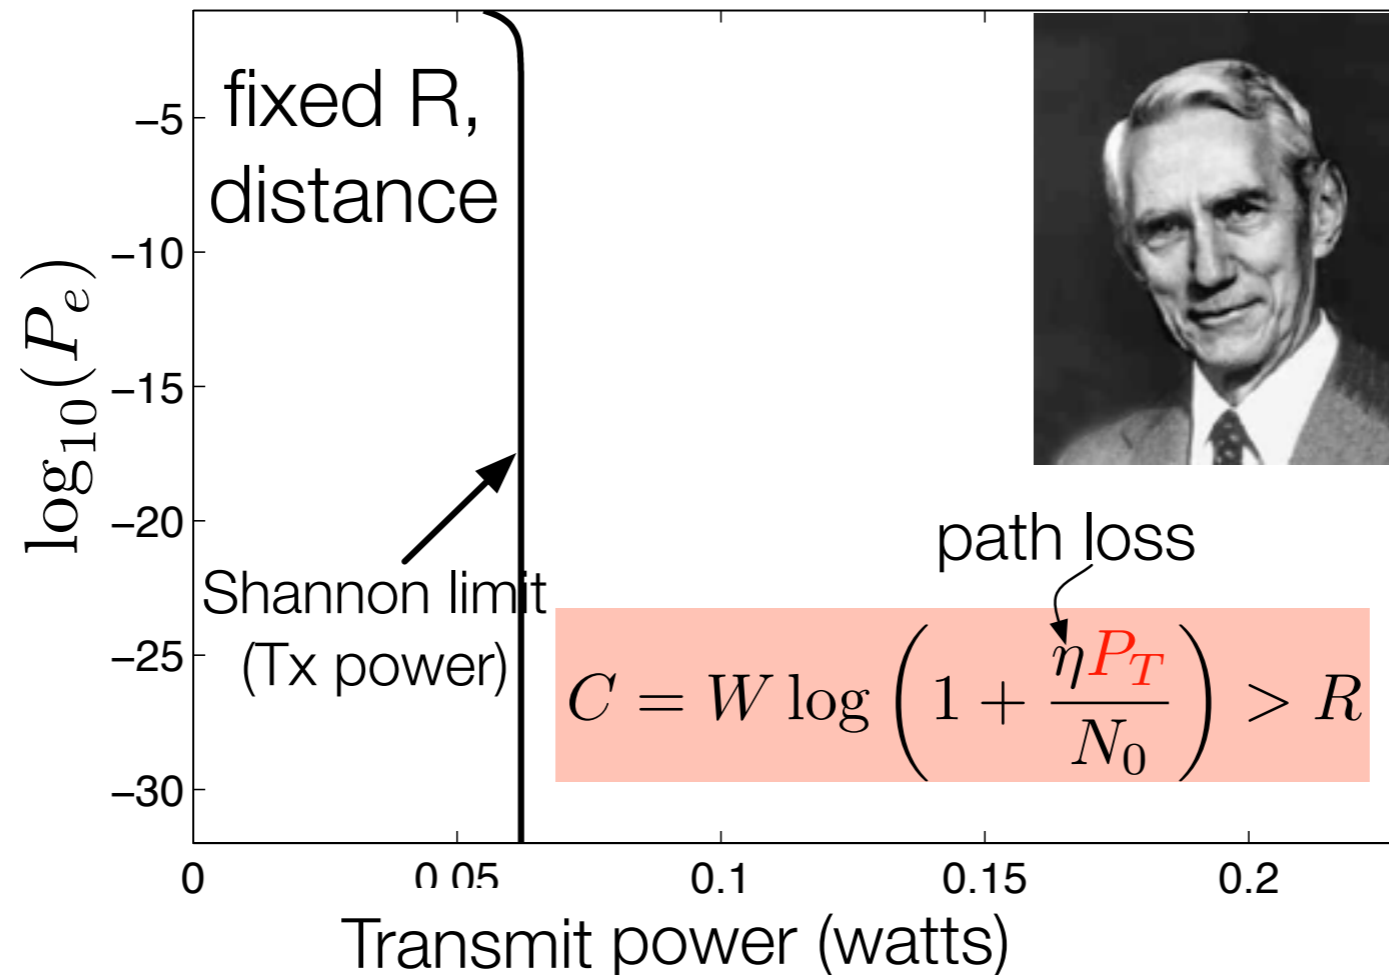 fixed R,
distance
log₁₀(Pₑ)
−5
−10
−15
−20
−25
−30
Shannon limit
(Tx power)
path loss
C = W log (1 + ηP_T / N₀) > R
0
0.05
0.1
0.15
0.2
Transmit power (watts)